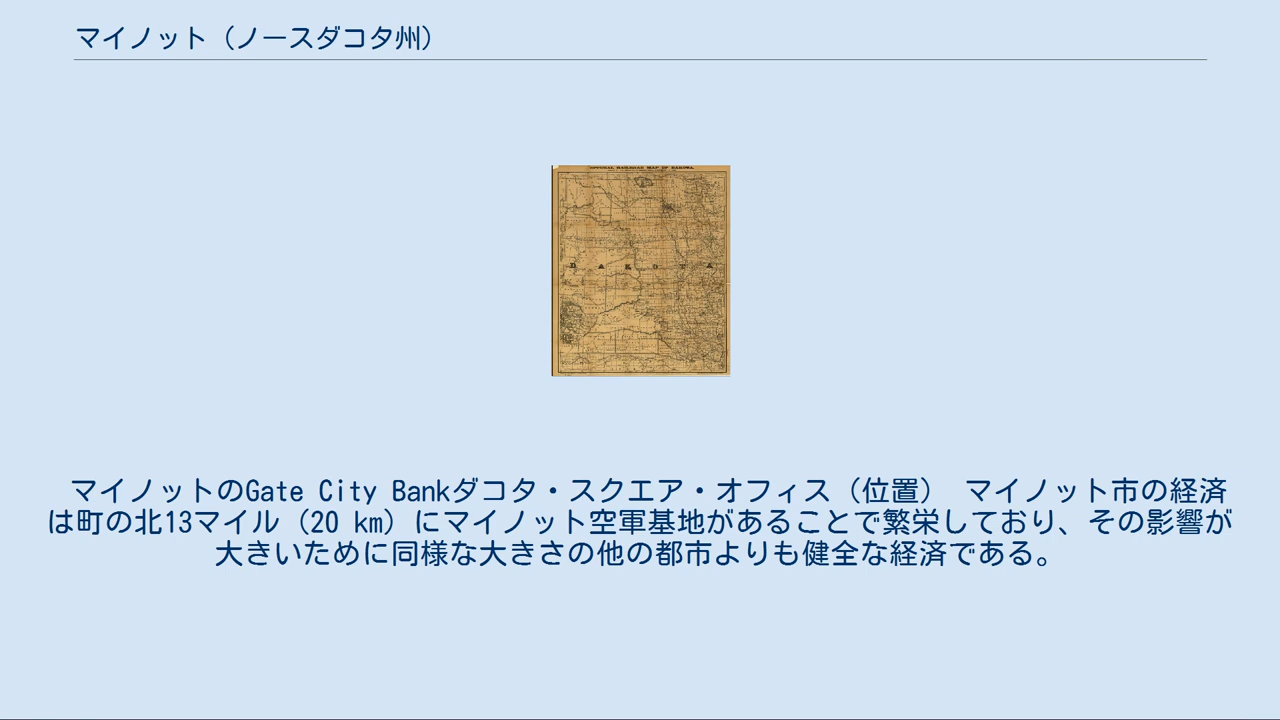 マイノット（ノースダコタ州）
D A K O T A
マイノットのGate City Bankダコタ・スクエア・オフィス（位置）　マイノット市の経済
は町の北13マイル（20 km）にマイノット空軍基地があることで繁栄しており、その影響が
大きいために同様な大きさの他の都市よりも健全な経済である。